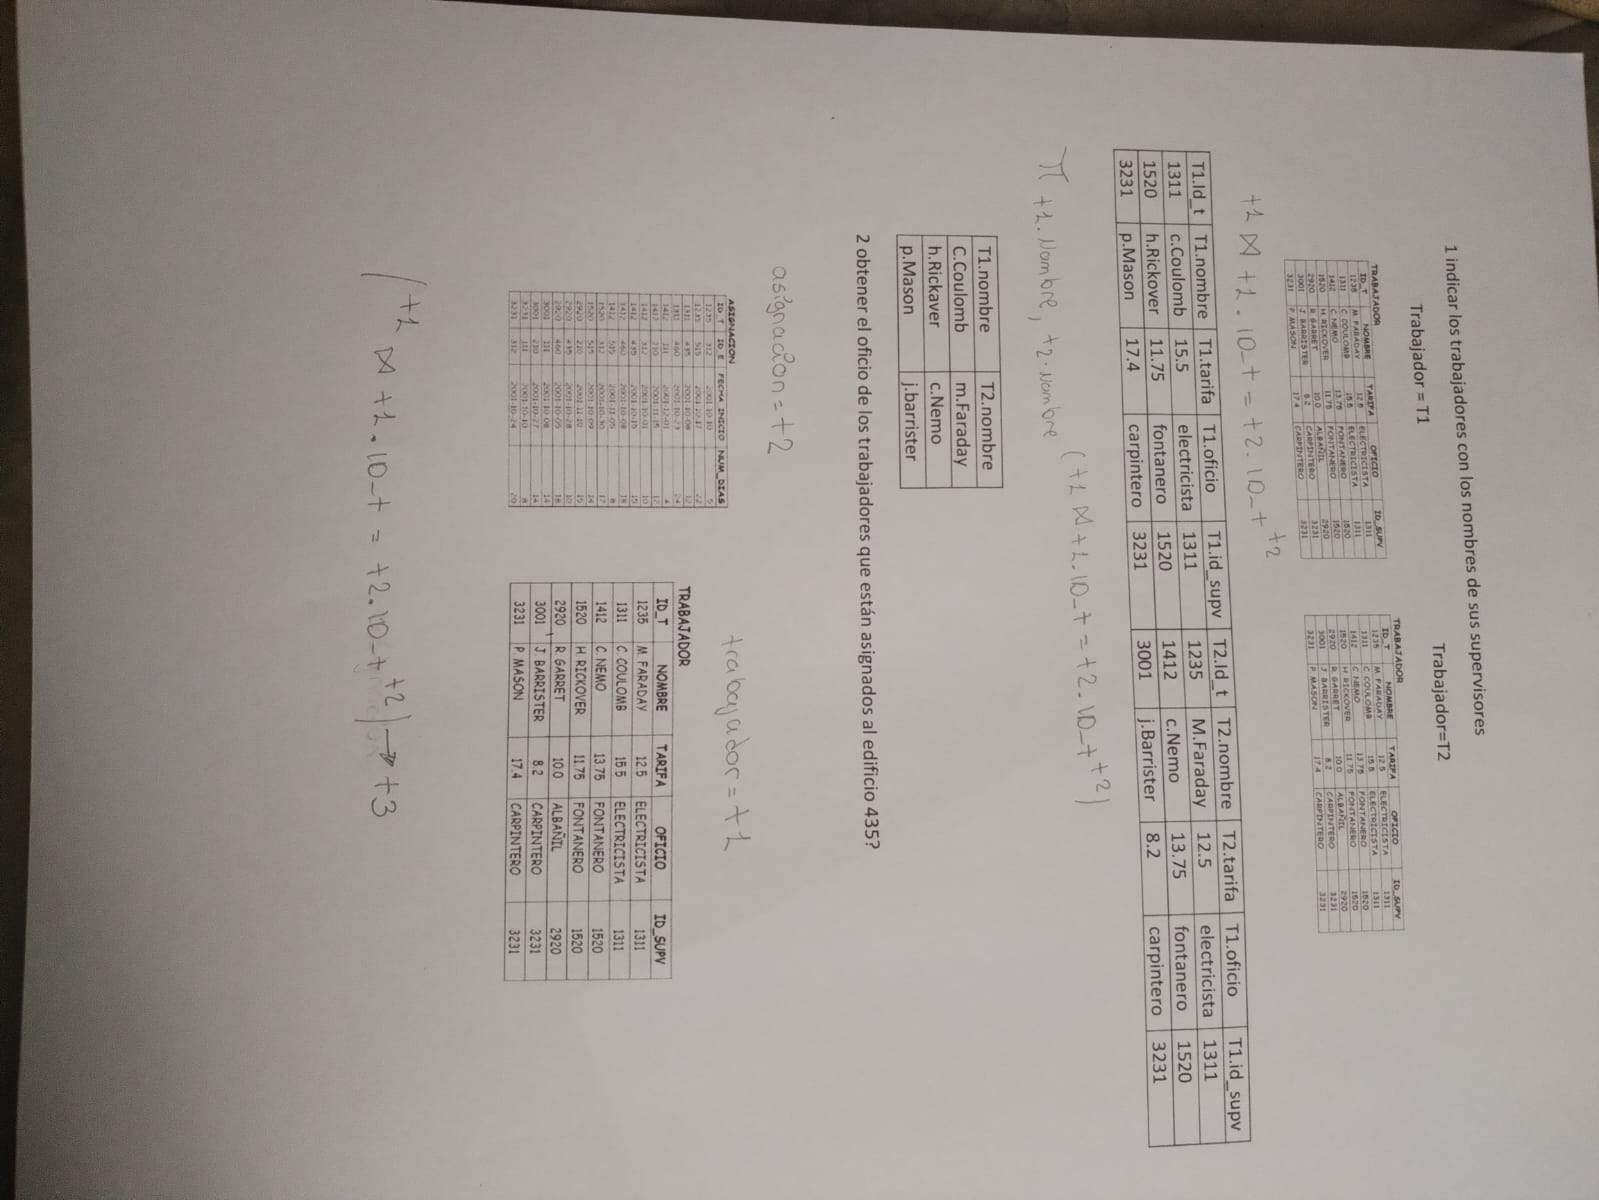 1 indicar los trabajadores con los nombres de sus supervisores
Trabajador = T1
Trabajador=T2
TRABAJADOR
ID_T NOMBRE TARIFA OFICIO ID_SUPV
1235 M. FARADAY 12.5 ELECTRICISTA 1311
1311 C. COULOMB 15.5 ELECTRICISTA 1311
1412 C. NEMO 13.75 FONTANERO 1520
1520 H. RICKOVER 11.75 FONTANERO 1520
2920 R. GARRET 10.0 ALBAÑIL 2920
3001 J. BARRISTER 8.2 CARPINTERO 3231
3231 P. MASON 17.4 CARPINTERO 3231
TRABAJADOR
ID_T NOMBRE TARIFA OFICIO ID_SUPV
1235 M. FARADAY 12.5 ELECTRICISTA 1311
1311 C. COULOMB 15.5 ELECTRICISTA 1311
1412 C. NEMO 13.75 FONTANERO 1520
1520 H. RICKOVER 11.75 FONTANERO 1520
2920 R. GARRET 10.0 ALBAÑIL 2920
3001 J. BARRISTER 8.2 CARPINTERO 3231
3231 P. MASON 17.4 CARPINTERO 3231
t1 ⋈ t1.ID_t = t2.ID_t t2
T1.Id_t T1.nombre T1.tarifa T1.oficio T1.id_supv T2.Id_t T2.nombre T2.tarifa T1.oficio T1.id_supv
1311 c.Coulomb 15.5 electricista 1311 1235 M.Faraday 12.5 electricista 1311
1520 h.Rickover 11.75 fontanero 1520 1412 c.Nemo 13.75 fontanero 1520
3231 p.Mason 17.4 carpintero 3231 3001 j.Barrister 8.2 carpintero 3231
π t1.Nombre, t2.Nombre (t1 ⋈ t1.ID_t = t2.ID_t t2)
T1.nombre T2.nombre
C.Coulomb m.Faraday
h.Rickaver c.Nemo
p.Mason j.barrister
2 obtener el oficio de los trabajadores que están asignados al edificio 435?
asignacion = t2
trabajador = t1
ASIGNACION
ID_T ID_E FECHA_INICIO NUM_DIAS
1235 312 2001-10-10 5
1235 515 2001-10-17 22
1311 435 2001-10-08 12
1311 460 2001-10-23 24
1412 111 2001-12-01 4
1412 210 2001-11-15 12
1412 312 2001-10-01 10
1412 435 2001-10-15 15
1412 460 2001-10-08 18
1412 515 2001-11-05 8
1520 312 2001-10-30 17
1520 515 2001-10-09 14
2920 210 2001-11-10 15
2920 435 2001-10-28 10
2920 460 2001-10-05 18
3001 111 2001-10-08 14
3001 210 2001-10-27 14
3231 111 2001-10-10 8
3231 312 2001-10-24 20
TRABAJADOR
ID_T NOMBRE TARIFA OFICIO ID_SUPV
1235 M. FARADAY 12.5 ELECTRICISTA 1311
1311 C. COULOMB 15.5 ELECTRICISTA 1311
1412 C. NEMO 13.75 FONTANERO 1520
1520 H. RICKOVER 11.75 FONTANERO 1520
2920 R. GARRET 10.0 ALBAÑIL 2920
3001 J. BARRISTER 8.2 CARPINTERO 3231
3231 P. MASON 17.4 CARPINTERO 3231
(t1 ⋈ t1.ID_t = t2.ID_t t2) → t3